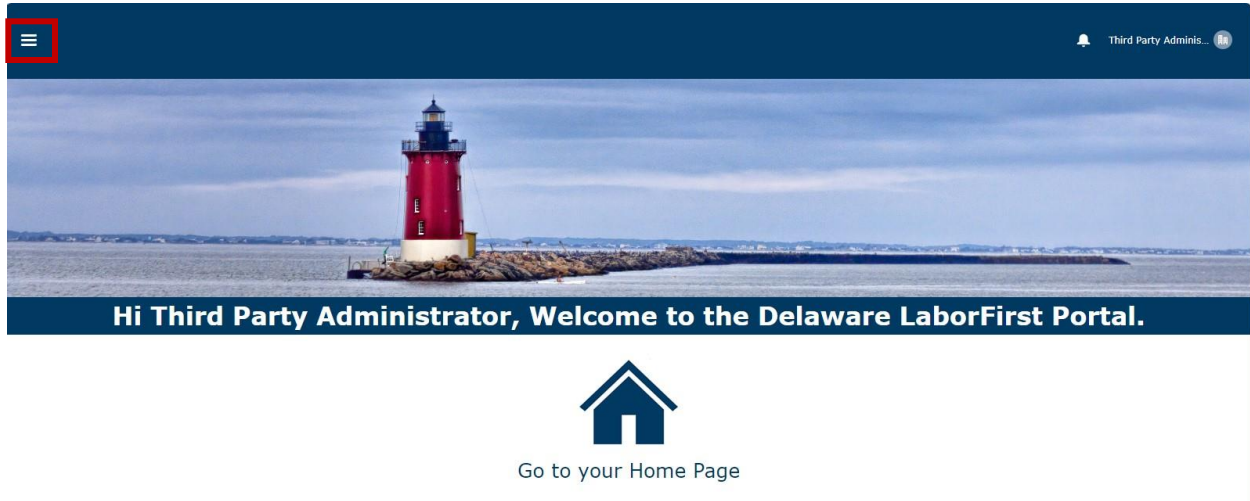 Third Party Adminis...
Hi Third Party Administrator, Welcome to the Delaware LaborFirst Portal.
Go to your Home Page